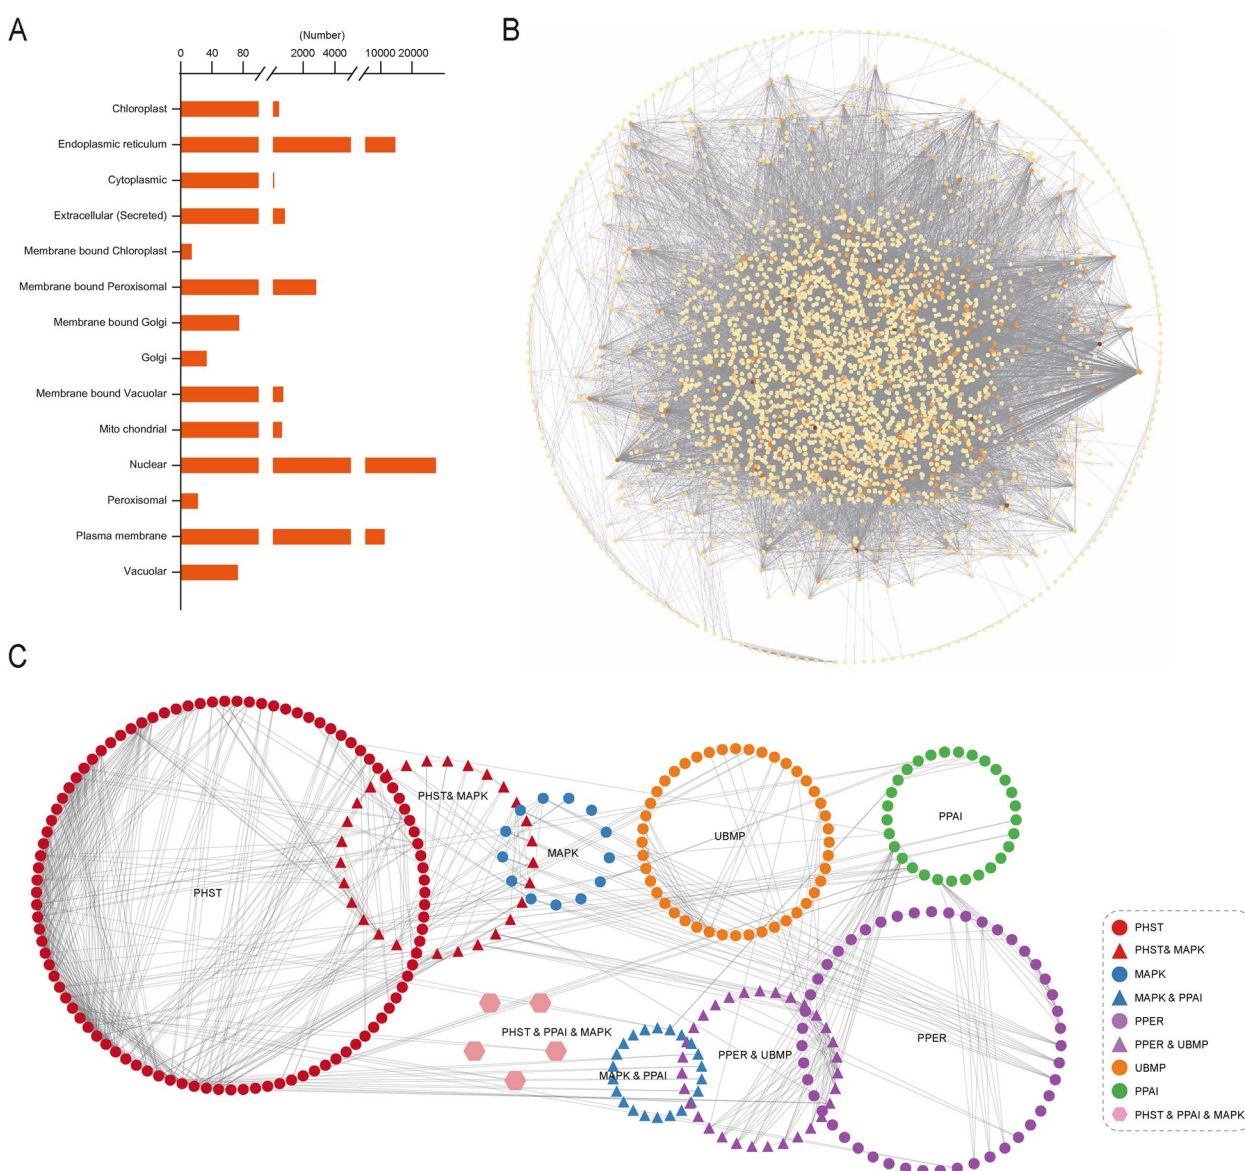 A
B
(Number)
0 40 80 2000 4000 10000 20000
Chloroplast
Endoplasmic reticulum
Cytoplasmic
Extracellular (Secreted)
Membrane bound Chloroplast
Membrane bound Peroxisomal
Membrane bound Golgi
Golgi
Membrane bound Vacuolar
Mito chondrial
Nuclear
Peroxisomal
Plasma membrane
Vacuolar
C
PHST
PHST& MAPK
MAPK
UBMP
PPAI
PHST & PPAI & MAPK
MAPK & PPAI
PPER & UBMP
PPER
PHST
PHST& MAPK
MAPK
MAPK & PPAI
PPER
PPER & UBMP
UBMP
PPAI
PHST & PPAI & MAPK